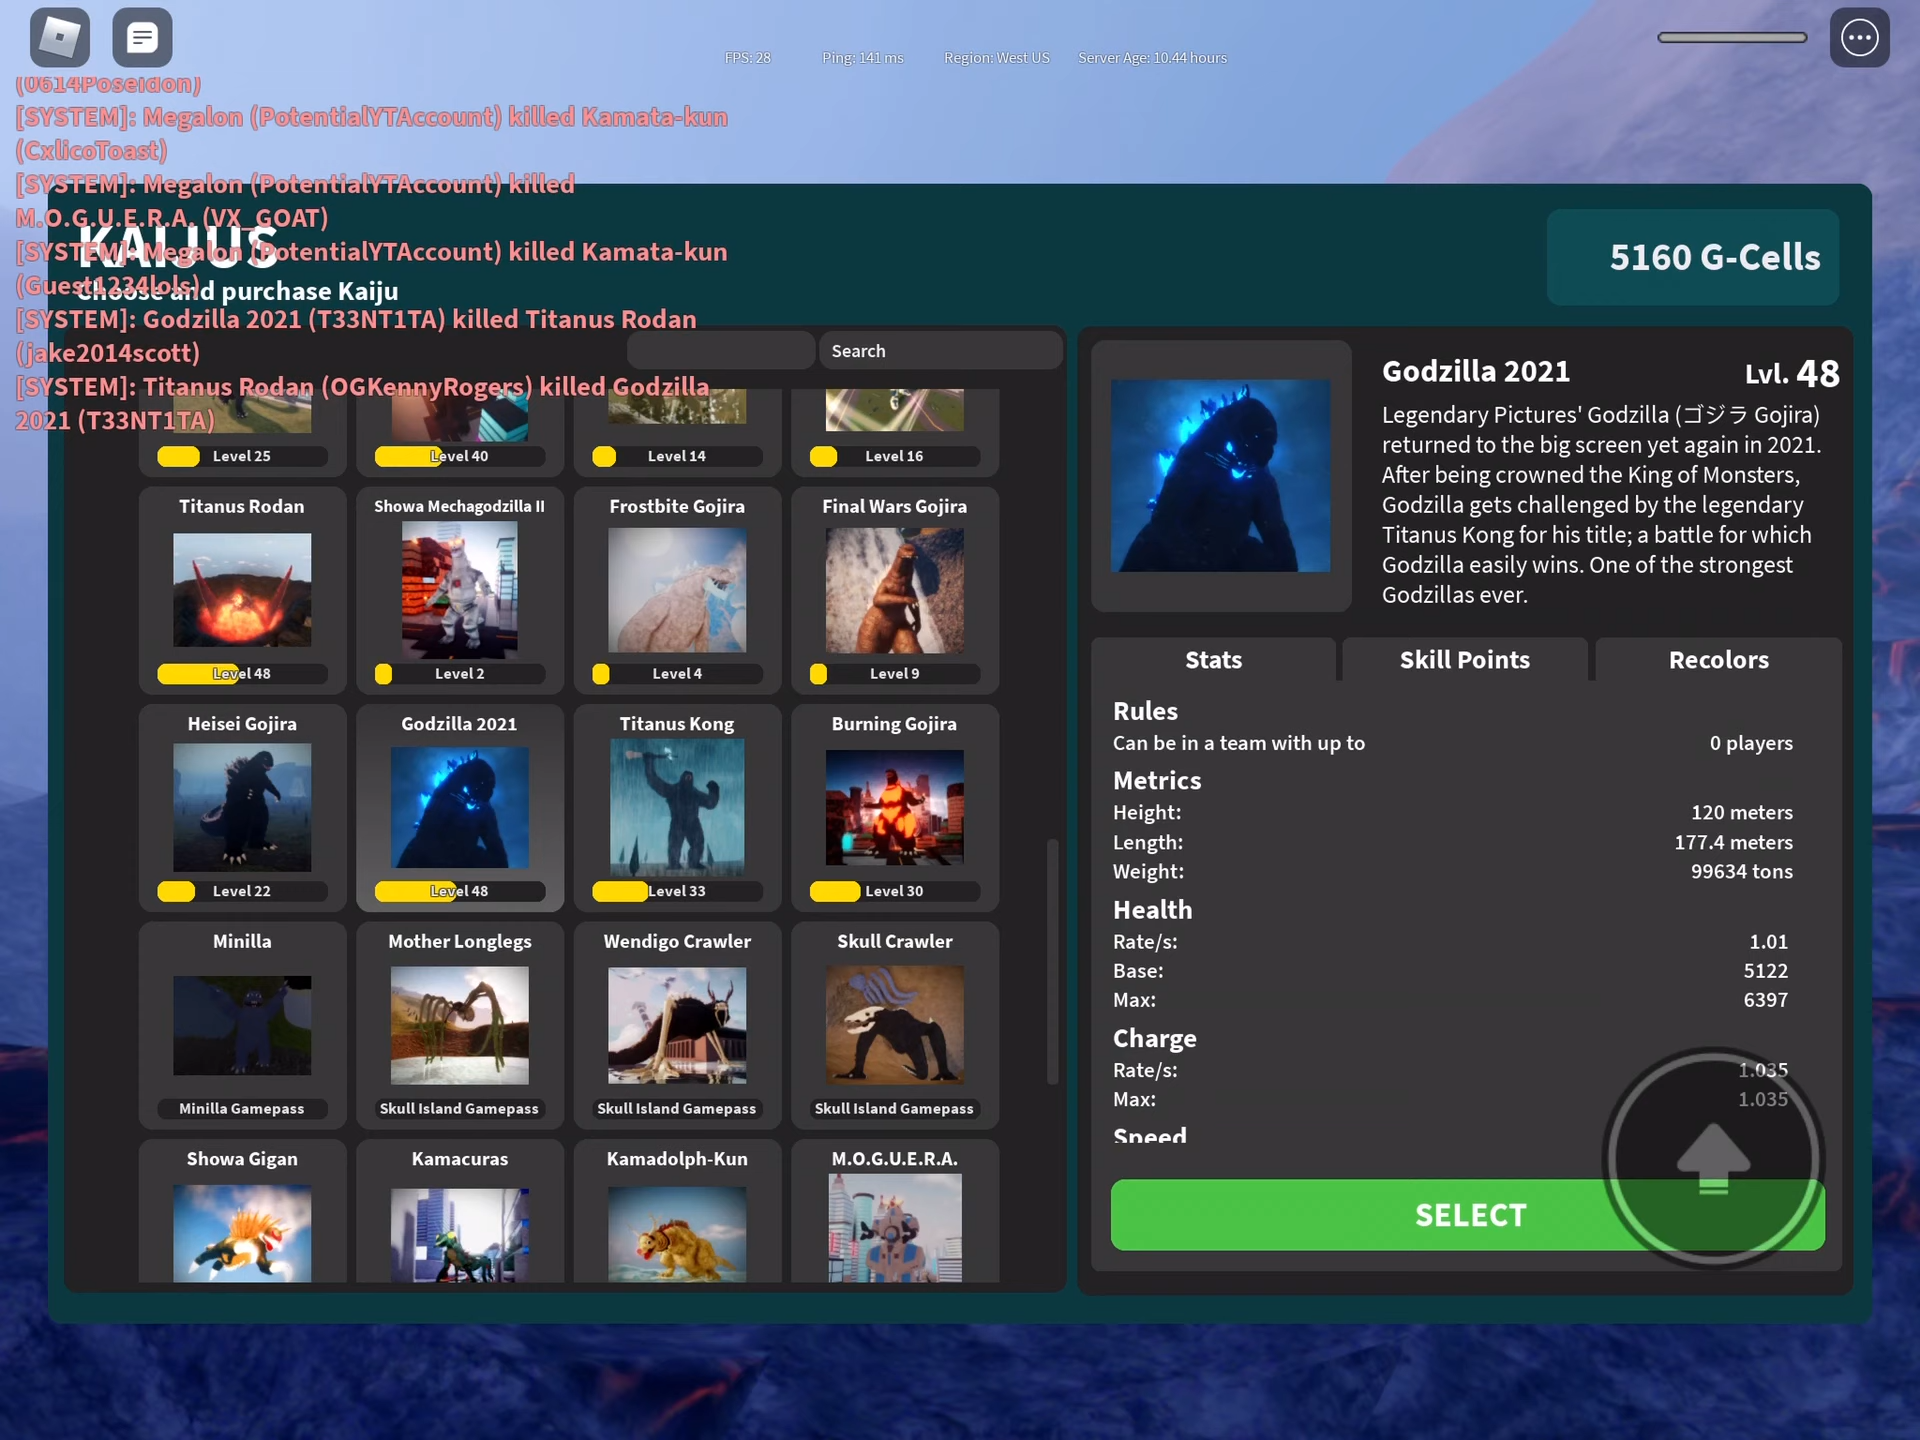 FPS: 28 Ping: 141 ms Region: West US Server Age: 10.44 hours
(0614Poseidon)
[SYSTEM]: Megalon (PotentialYTAccount) killed Kamata-kun
(CxlicoToast)
[SYSTEM]: Megalon (PotentialYTAccount) killed
M.O.G.U.E.R.A. (VX_GOAT)
[SYSTEM]: Megalon (PotentialYTAccount) killed Kamata-kun
(Guest1234lols)
[SYSTEM]: Godzilla 2021 (T33NT1TA) killed Titanus Rodan
(jake2014scott)
[SYSTEM]: Titanus Rodan (OGKennyRogers) killed Godzilla
2021 (T33NT1TA)
KAIJUS
Choose and purchase Kaiju
5160 G-Cells
Search
Level 25
Level 40
Level 14
Level 16
Titanus Rodan
Showa Mechagodzilla II
Frostbite Gojira
Final Wars Gojira
Level 48
Level 2
Level 4
Level 9
Heisei Gojira
Godzilla 2021
Titanus Kong
Burning Gojira
Level 22
Level 48
Level 33
Level 30
Minilla
Mother Longlegs
Wendigo Crawler
Skull Crawler
Minilla Gamepass
Skull Island Gamepass
Skull Island Gamepass
Skull Island Gamepass
Showa Gigan
Kamacuras
Kamadolph-Kun
M.O.G.U.E.R.A.
Godzilla 2021
Lvl. 48
Legendary Pictures' Godzilla (ゴジラ Gojira)
returned to the big screen yet again in 2021.
After being crowned the King of Monsters,
Godzilla gets challenged by the legendary
Titanus Kong for his title; a battle for which
Godzilla easily wins. One of the strongest
Godzillas ever.
Stats
Skill Points
Recolors
Rules
Can be in a team with up to 0 players
Metrics
Height: 120 meters
Length: 177.4 meters
Weight: 99634 tons
Health
Rate/s: 1.01
Base: 5122
Max: 6397
Charge
Rate/s: 1.035
Max: 1.035
Speed
SELECT